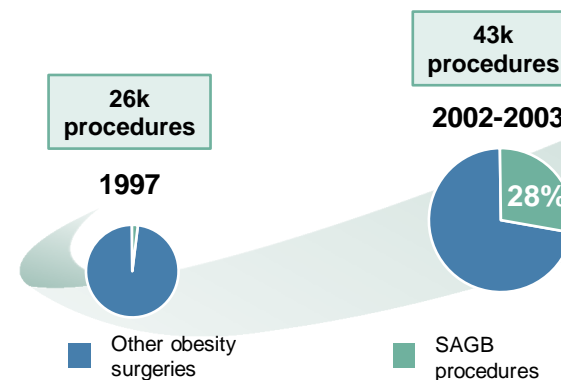 26k
procedures
1997
43k
procedures
2002-2003
28%
Other obesity
surgeries
SAGB
procedures